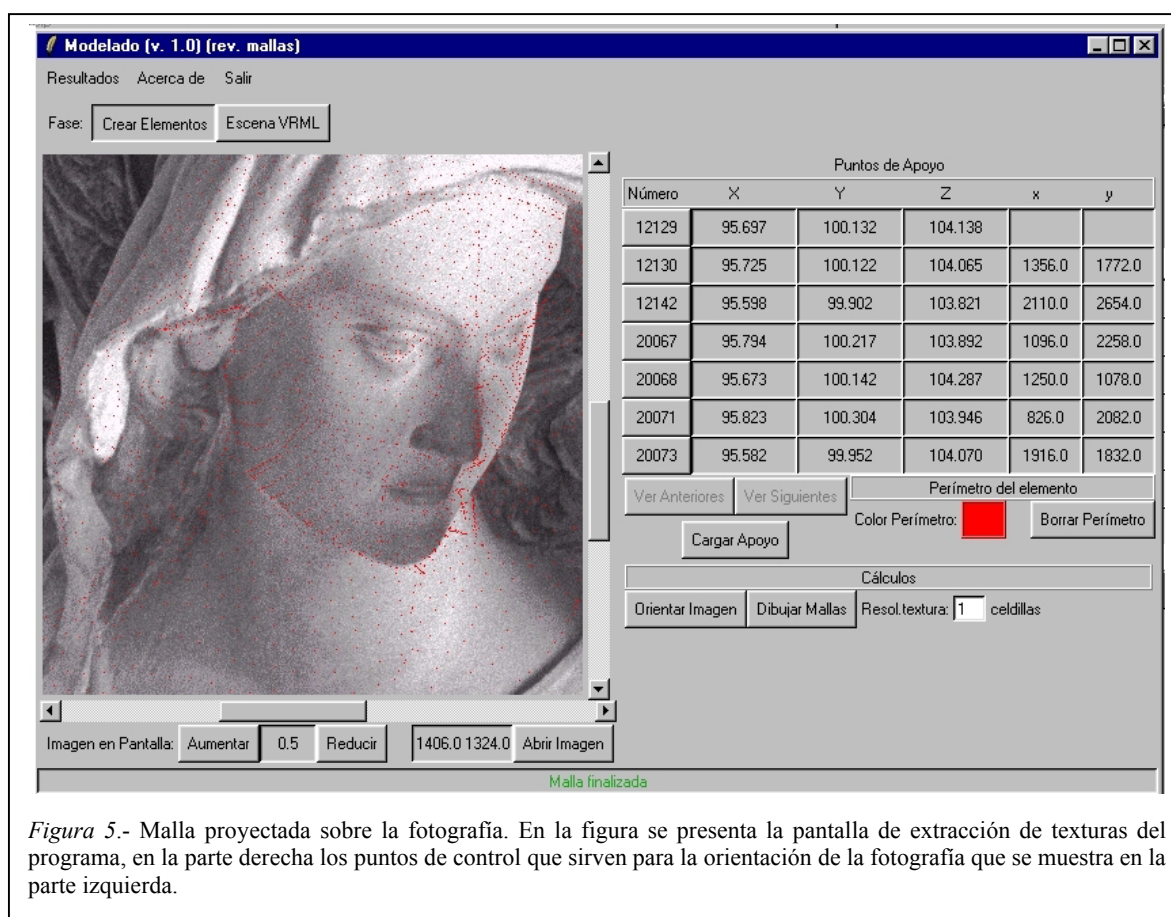 Modelado (v. 1.0) (rev. mallas)
Resultados Acerca de Salir
Fase: Crear Elementos Escena VRML
Puntos de Apoyo
Número X Y Z x y
12129 95.697 100.132 104.138
12130 95.725 100.122 104.065 1356.0 1772.0
12142 95.598 99.902 103.821 2110.0 2654.0
20067 95.794 100.217 103.892 1096.0 2258.0
20068 95.673 100.142 104.287 1250.0 1078.0
20071 95.823 100.304 103.946 826.0 2082.0
20073 95.582 99.952 104.070 1916.0 1832.0
Ver Anteriores Ver Siguientes Perímetro del elemento
Color Perímetro: Borrar Perímetro
Cargar Apoyo
Cálculos
Orientar Imagen Dibujar Mallas Resol.textura: 1 celdillas
Imagen en Pantalla: Aumentar 0.5 Reducir 1406.0 1324.0 Abrir Imagen
Malla finalizada
Figura 5.- Malla proyectada sobre la fotografía. En la figura se presenta la pantalla de extracción de texturas del
programa, en la parte derecha los puntos de control que sirven para la orientación de la fotografía que se muestra en la
parte izquierda.